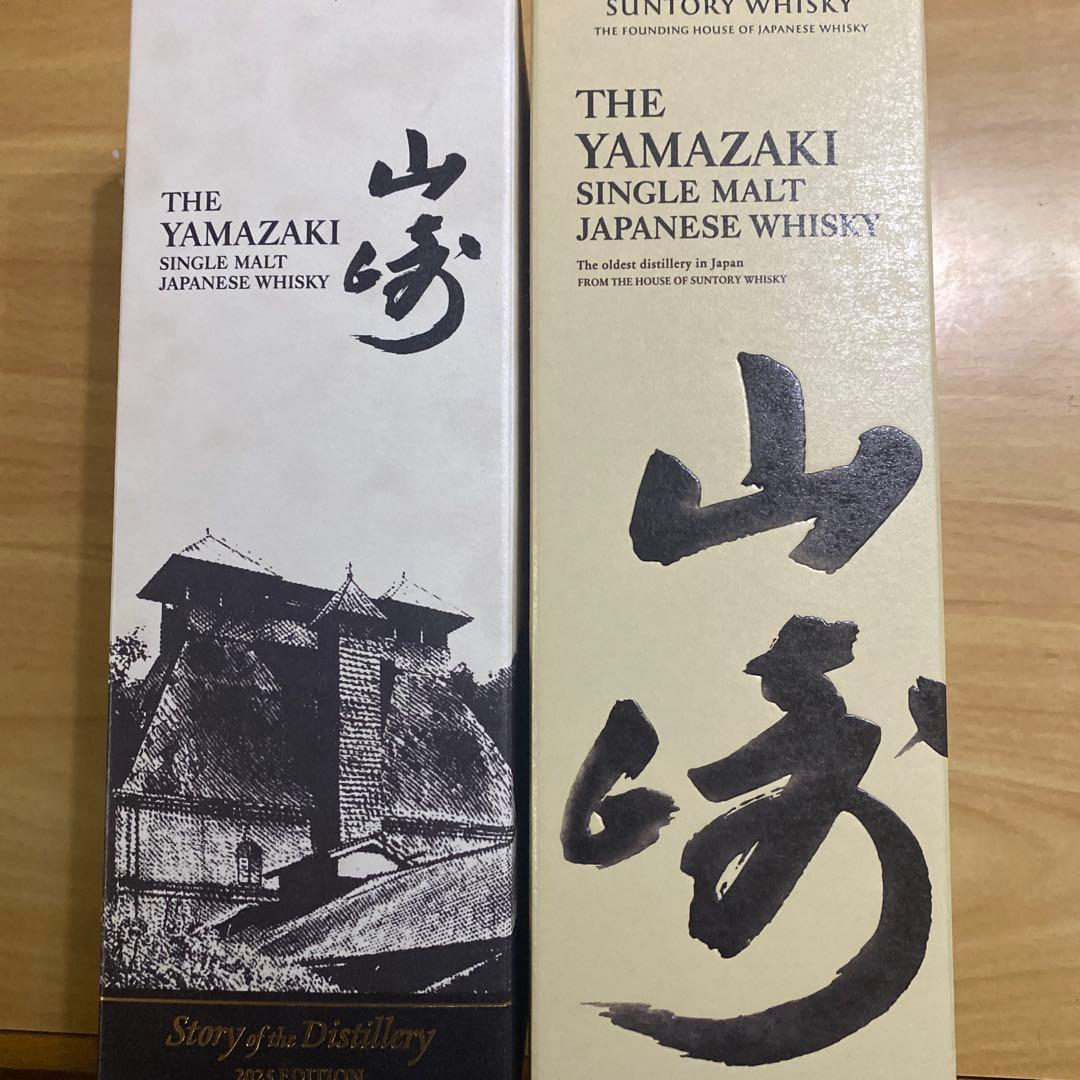 THE
YAMAZAKI
SINGLE MALT
JAPANESE WHISKY
山崎
Story of the Distillery
2025 EDITION
SUNTORY WHISKY
THE FOUNDING HOUSE OF JAPANESE WHISKY
THE
YAMAZAKI
SINGLE MALT
JAPANESE WHISKY
The oldest distillery in Japan
FROM THE HOUSE OF SUNTORY WHISKY
山崎